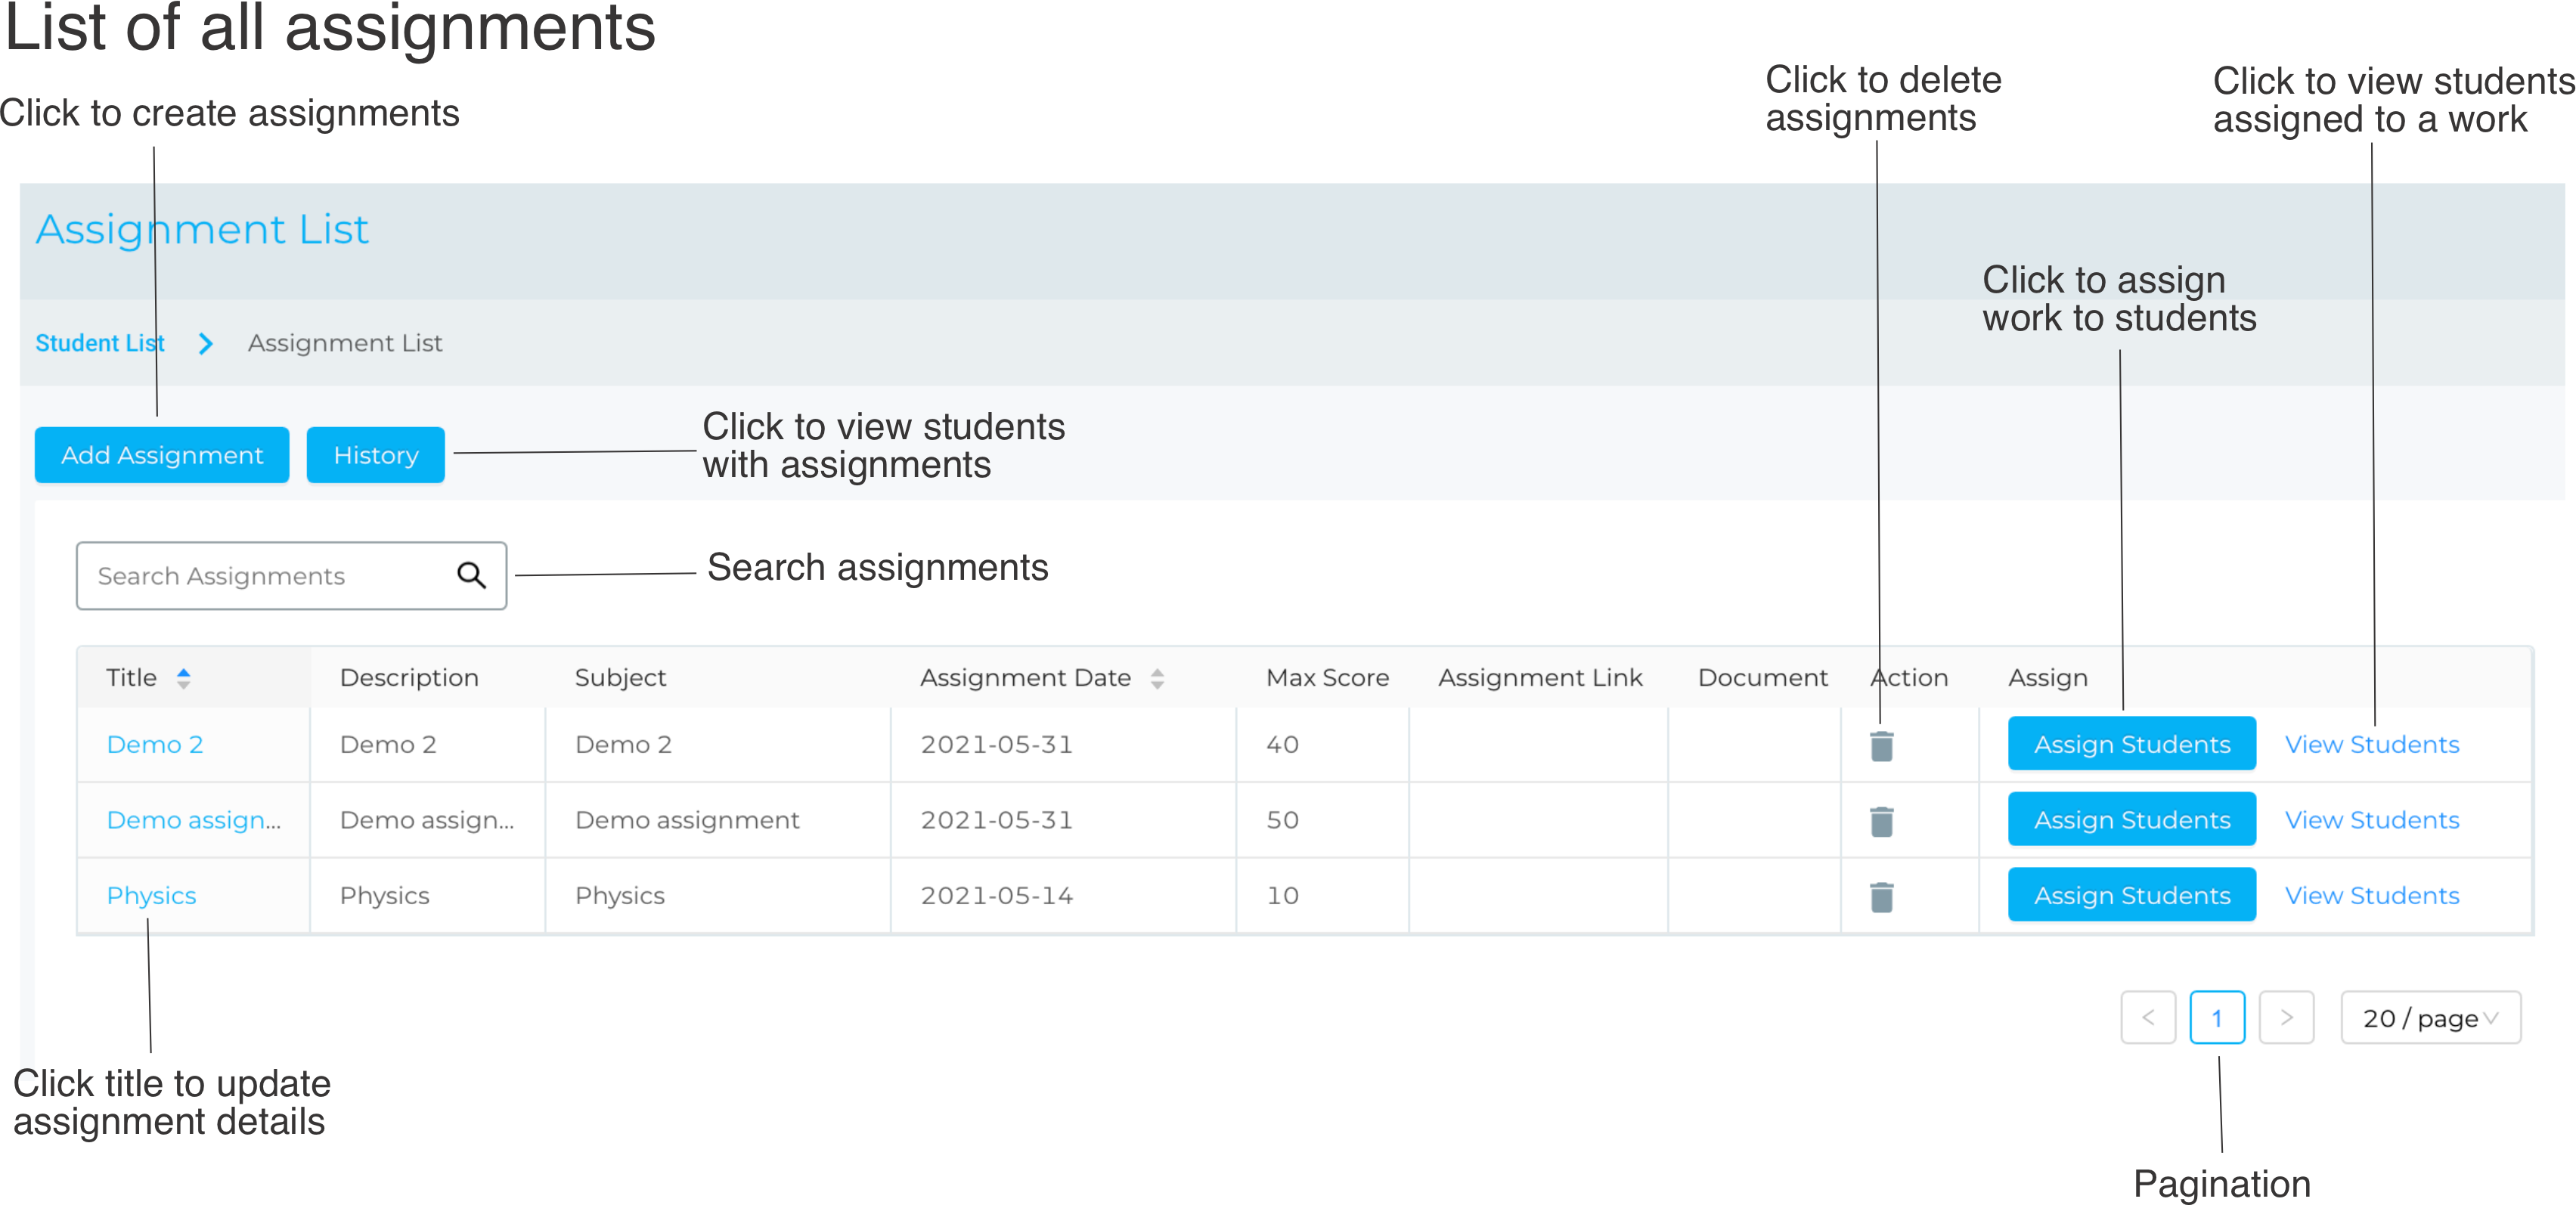 List of all assignments
Click to create assignments
Click to delete
assignments
Click to view students
assigned to a work
Assignment List
Click to assign
work to students
Student List > Assignment List
Add Assignment History
Click to view students
with assignments
Search Assignments
Search assignments
Title Description Subject Assignment Date Max Score Assignment Link Document Action Assign
Demo 2 Demo 2 Demo 2 2021-05-31 40 Assign Students View Students
Demo assign... Demo assign... Demo assignment 2021-05-31 50 Assign Students View Students
Physics Physics Physics 2021-05-14 10 Assign Students View Students
< 1 > 20 / page
Click title to update
assignment details
Pagination